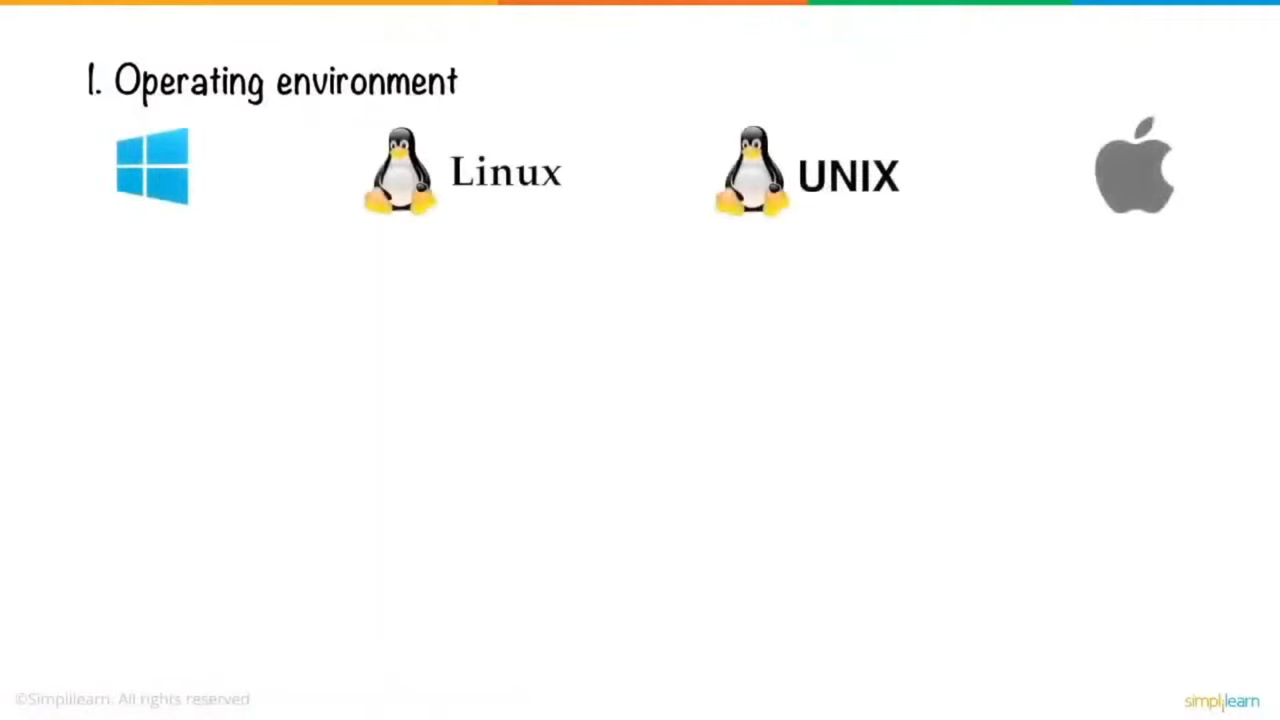 1. Operating environment
Linux
UNIX
©Simplilearn. All rights reserved
simplilearn